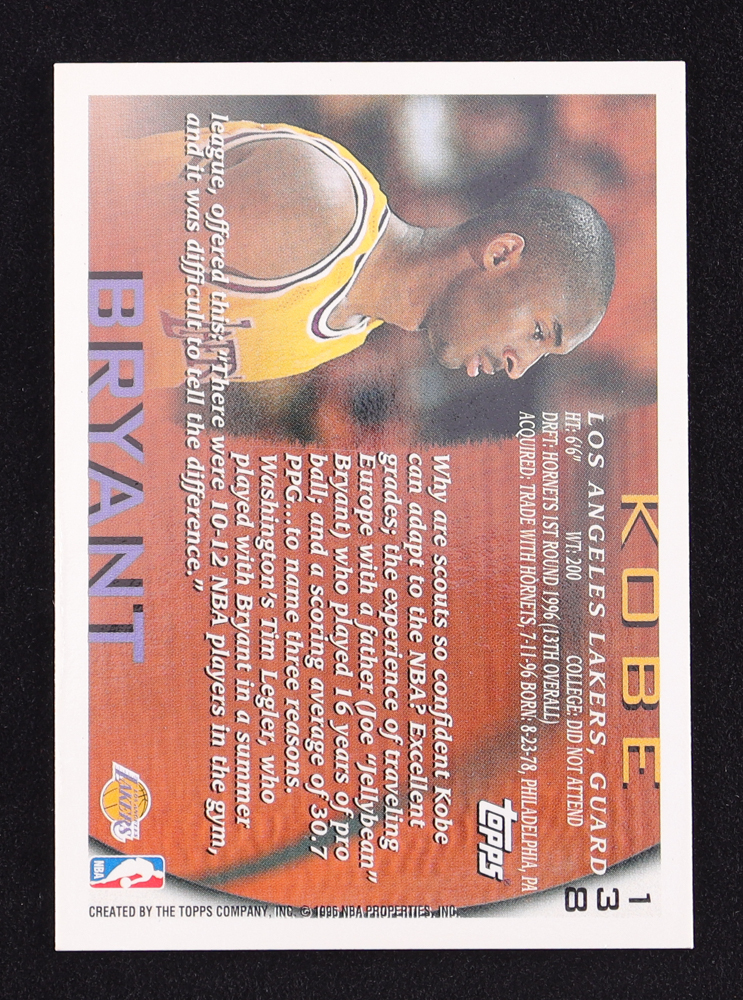 KOBE
LOS ANGELES LAKERS, GUARD
HT: 6'6" WT: 200 COLLEGE: DID NOT ATTEND
DRFT: HORNETS 1ST ROUND 1996 (13TH OVERALL)
ACQUIRED: TRADE WITH HORNETS, 7-11-96 BORN: 8-23-78, PHILADELPHIA, PA
138
TOPPS
Why are scouts so confident Kobe
can adapt to the NBA? Excellent
grades; the experience of traveling
Europe with a father (Joe "Jellybean"
Bryant) who played 16 years of pro
ball; and a scoring average of 30.7
PPG...to name three reasons.
Washington's Tim Legler, who
played with Bryant in a summer
league, offered this: "There were 10-12 NBA players in the gym,
and it was difficult to tell the difference."
BRYANT
LAKERS
NBA
CREATED BY THE TOPPS COMPANY, INC. © 1996 NBA PROPERTIES, INC.